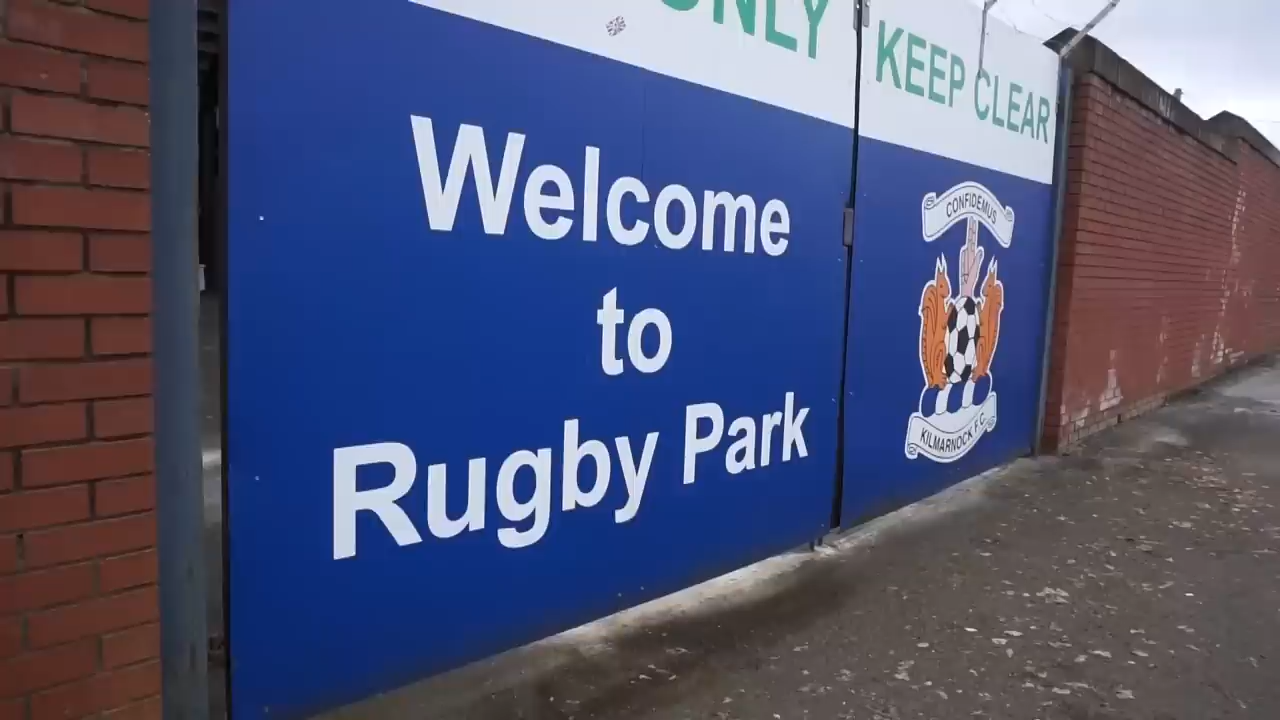 ONLY
KEEP CLEAR
Welcome
to
Rugby Park
CONFIDEMUS
KILMARNOCK F.C.